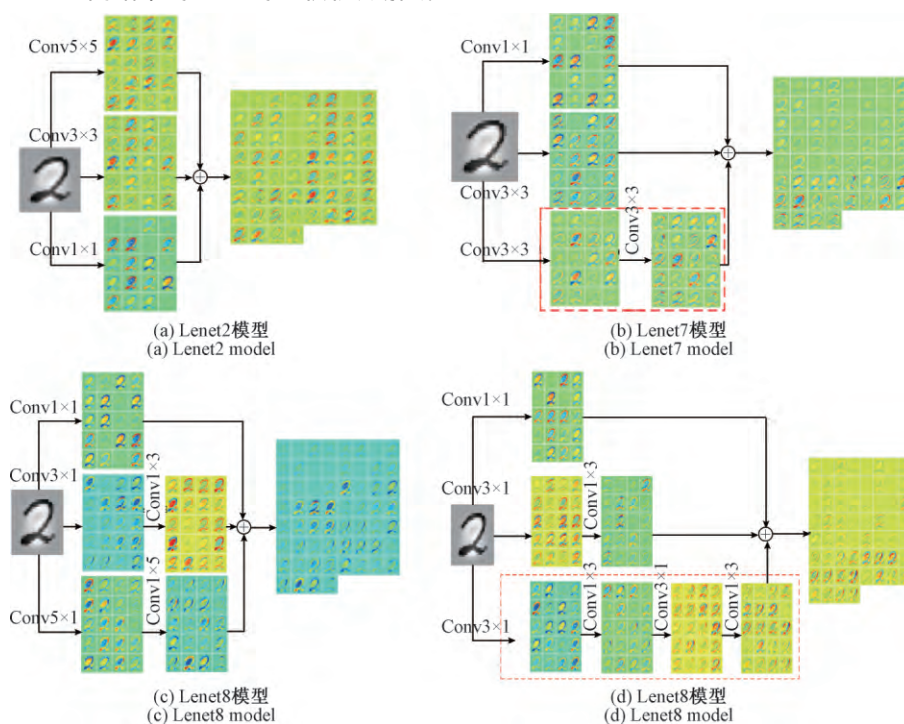 Conv5×5
Conv3×3
Conv1×1
(a) Lenet2模型
(a) Lenet2 model
Conv1×1
Conv3×3
Conv3×3
Conv3×3
(b) Lenet7模型
(b) Lenet7 model
Conv1×1
Conv3×1
Conv1×3
Conv5×1
Conv1×5
(c) Lenet8模型
(c) Lenet8 model
Conv1×1
Conv3×1
Conv1×3
Conv3×1
Conv1×3
Conv3×1
Conv1×3
(d) Lenet8模型
(d) Lenet8 model